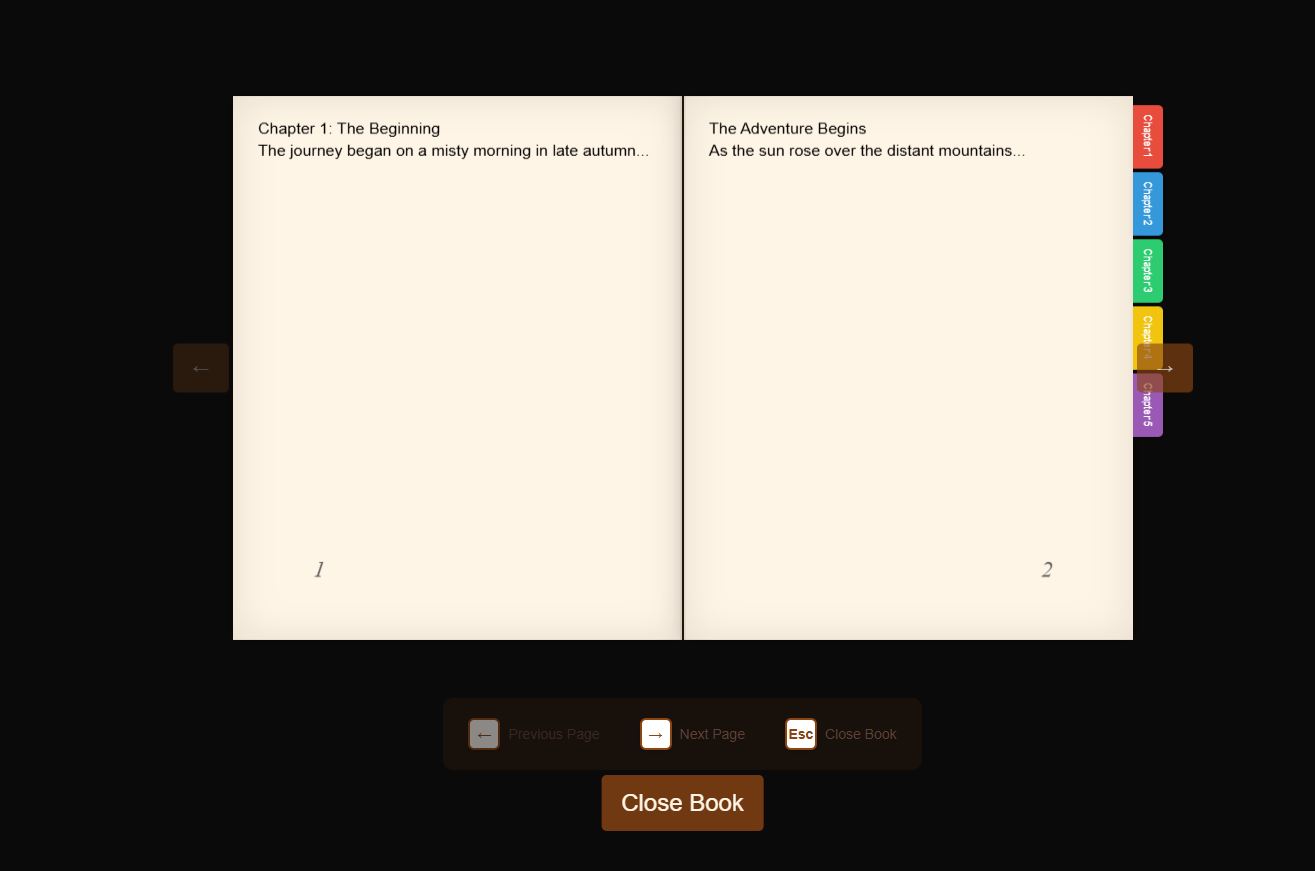 Chapter 1: The Beginning
The journey began on a misty morning in late autumn...
1
The Adventure Begins
As the sun rose over the distant mountains...
2
Chapter1
Chapter2
Chapter3
Chapter4
Chapter5
←
→
← Previous Page → Next Page Esc Close Book
Close Book